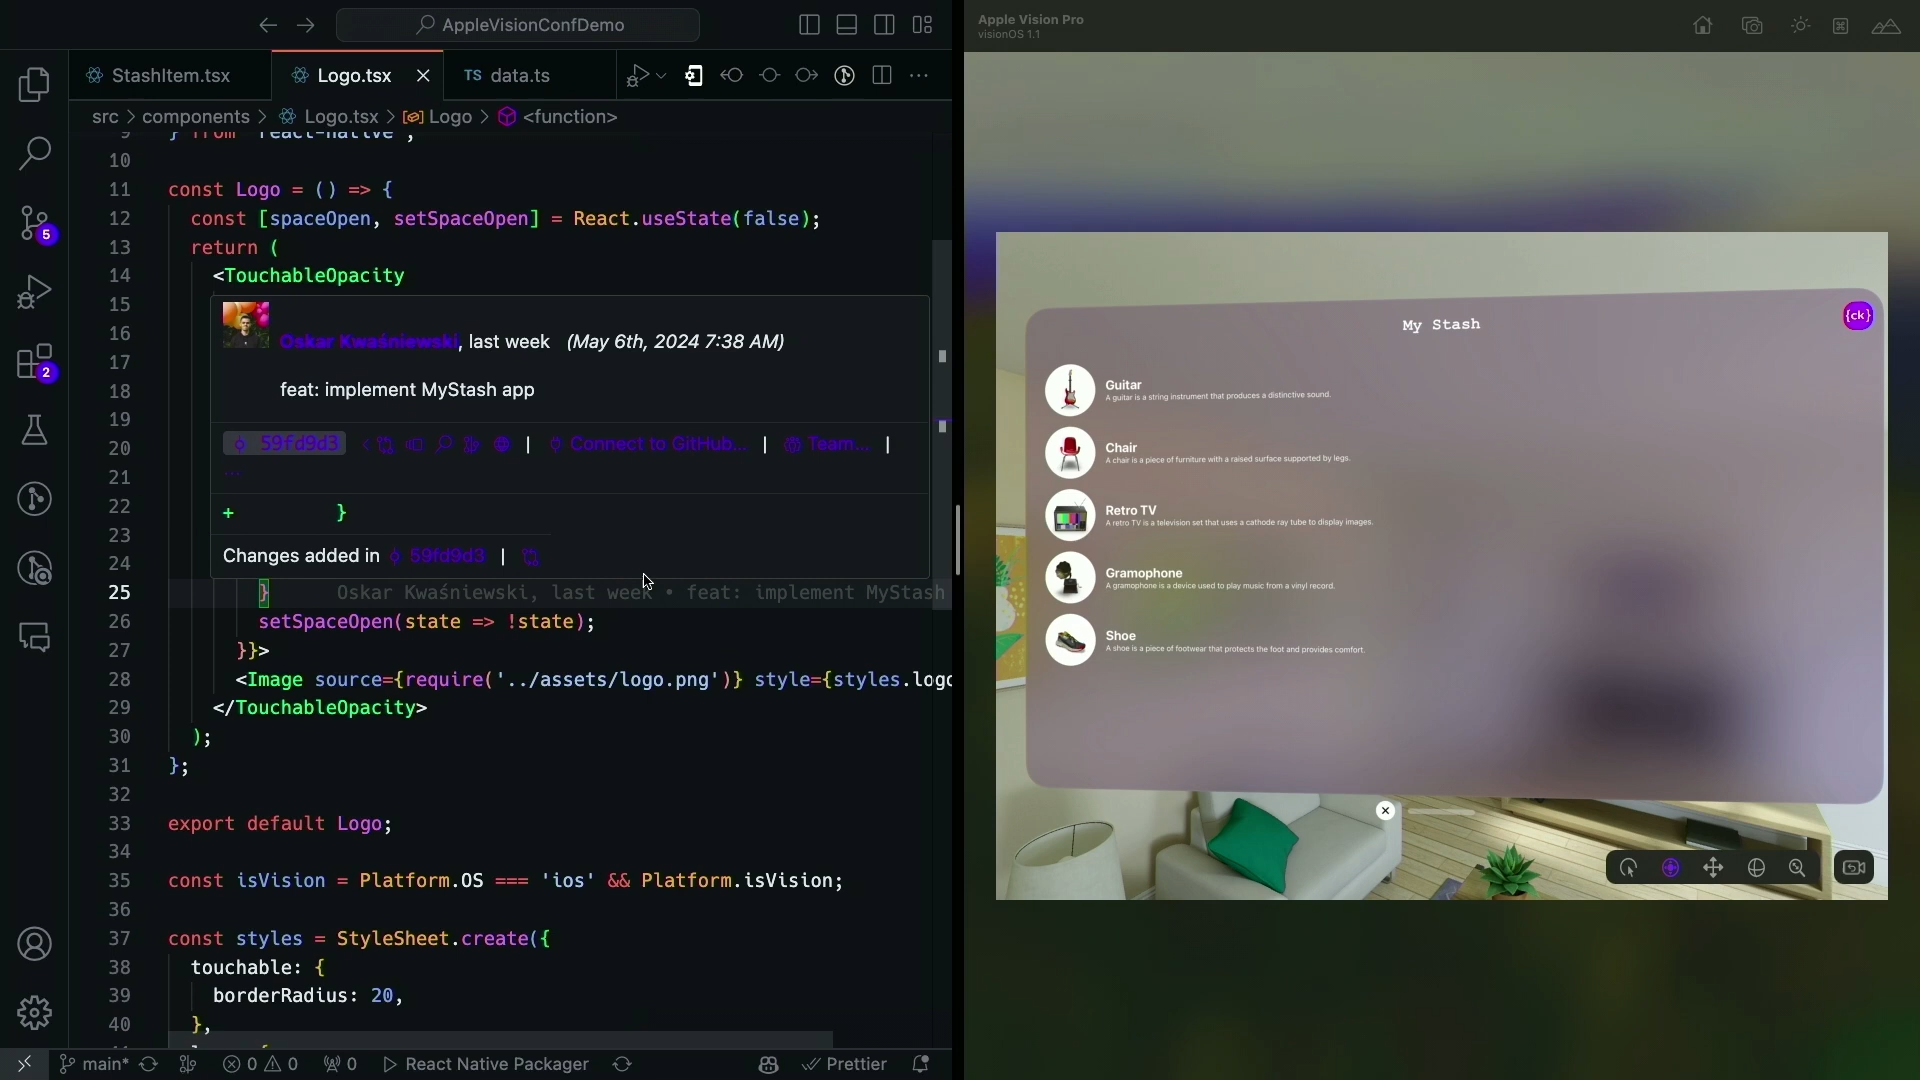 AppleVisionConfDemo
StashItem.tsx
Logo.tsx
TS data.ts
src > components > Logo.tsx > Logo > <function>
9 } from 'react-native';
10
11 const Logo = () => {
12 const [spaceOpen, setSpaceOpen] = React.useState(false);
13 return (
14 <TouchableOpacity
15
16
17
18
19
20
21
22
23
24
Oskar Kwaśniewski, last week (May 6th, 2024 7:38 AM)
feat: implement MyStash app
59fd9d3 | Connect to GitHub... | Team... |
...
+ }
Changes added in 59fd9d3 |
25 } Oskar Kwaśniewski, last week • feat: implement MyStash
26 setSpaceOpen(state => !state);
27 }}>
28 <Image source={require('../assets/logo.png')} style={styles.logo
29 </TouchableOpacity>
30 );
31 };
32
33 export default Logo;
34
35 const isVision = Platform.OS === 'ios' && Platform.isVision;
36
37 const styles = StyleSheet.create({
38 touchable: {
39 borderRadius: 20,
40 },
5
2
main* 0 0 0 React Native Packager Prettier
Apple Vision Pro
visionOS 1.1
My Stash
{ck}
Guitar
A guitar is a string instrument that produces a distinctive sound.
Chair
A chair is a piece of furniture with a raised surface supported by legs.
Retro TV
A retro TV is a television set that uses a cathode ray tube to display images.
Gramophone
A gramophone is a device used to play music from a vinyl record.
Shoe
A shoe is a piece of footwear that protects the foot and provides comfort.